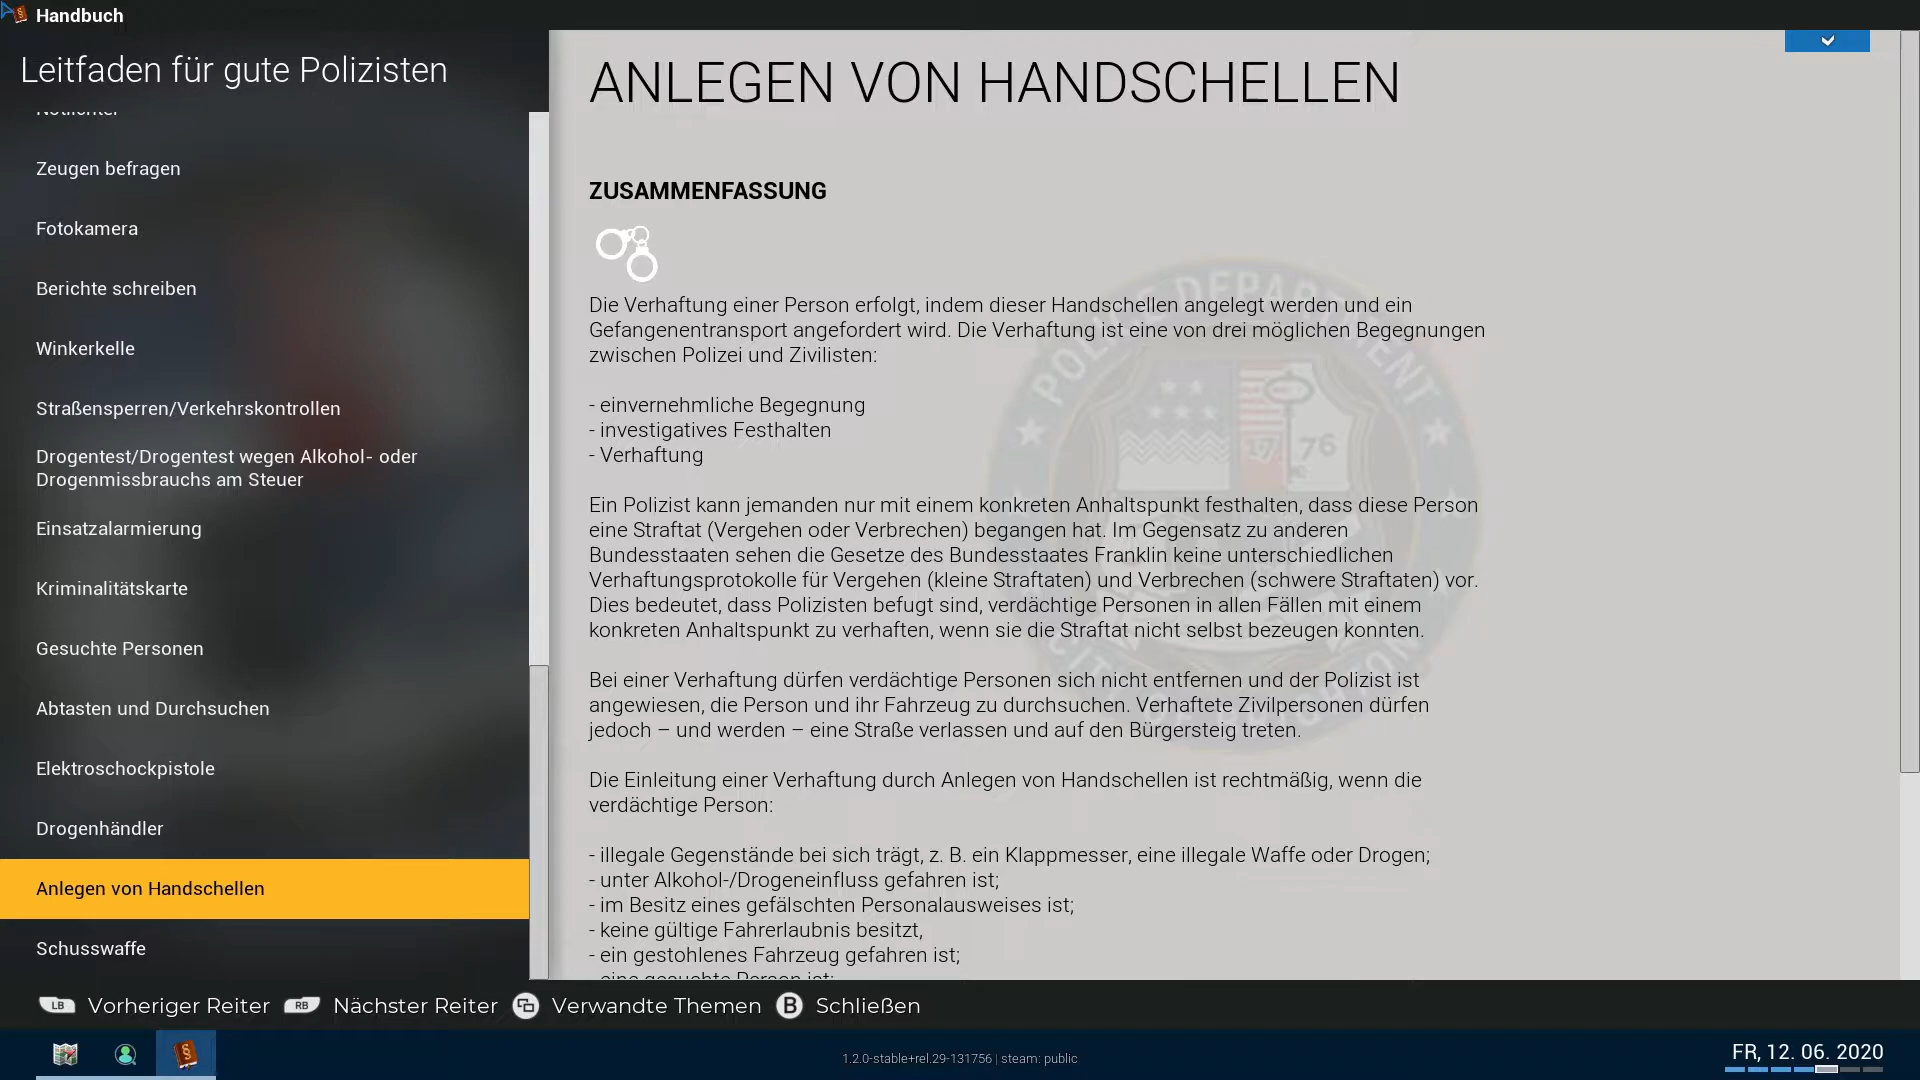 Handbuch
Leitfaden für gute Polizisten
Notlichter
Zeugen befragen
Fotokamera
Berichte schreiben
Winkerkelle
Straßensperren/Verkehrskontrollen
Drogentest/Drogentest wegen Alkohol- oder
Drogenmissbrauchs am Steuer
Einsatzalarmierung
Kriminalitätskarte
Gesuchte Personen
Abtasten und Durchsuchen
Elektroschockpistole
Drogenhändler
Anlegen von Handschellen
Schusswaffe
ANLEGEN VON HANDSCHELLEN
ZUSAMMENFASSUNG
Die Verhaftung einer Person erfolgt, indem dieser Handschellen angelegt werden und ein
Gefangenentransport angefordert wird. Die Verhaftung ist eine von drei möglichen Begegnungen
zwischen Polizei und Zivilisten:
- einvernehmliche Begegnung
- investigatives Festhalten
- Verhaftung
Ein Polizist kann jemanden nur mit einem konkreten Anhaltspunkt festhalten, dass diese Person
eine Straftat (Vergehen oder Verbrechen) begangen hat. Im Gegensatz zu anderen
Bundesstaaten sehen die Gesetze des Bundesstaates Franklin keine unterschiedlichen
Verhaftungsprotokolle für Vergehen (kleine Straftaten) und Verbrechen (schwere Straftaten) vor.
Dies bedeutet, dass Polizisten befugt sind, verdächtige Personen in allen Fällen mit einem
konkreten Anhaltspunkt zu verhaften, wenn sie die Straftat nicht selbst bezeugen konnten.
Bei einer Verhaftung dürfen verdächtige Personen sich nicht entfernen und der Polizist ist
angewiesen, die Person und ihr Fahrzeug zu durchsuchen. Verhaftete Zivilpersonen dürfen
jedoch – und werden – eine Straße verlassen und auf den Bürgersteig treten.
Die Einleitung einer Verhaftung durch Anlegen von Handschellen ist rechtmäßig, wenn die
verdächtige Person:
- illegale Gegenstände bei sich trägt, z. B. ein Klappmesser, eine illegale Waffe oder Drogen;
- unter Alkohol-/Drogeneinfluss gefahren ist;
- im Besitz eines gefälschten Personalausweises ist;
- keine gültige Fahrerlaubnis besitzt,
- ein gestohlenes Fahrzeug gefahren ist;
- eine gesuchte Person ist;
POLICE DEPARTMENT
1776
CITY OF BRIGHTON
LB Vorheriger Reiter RB Nächster Reiter Verwandte Themen B Schließen
1.2.0-stable+rel.29-131756 | steam: public
FR, 12. 06. 2020